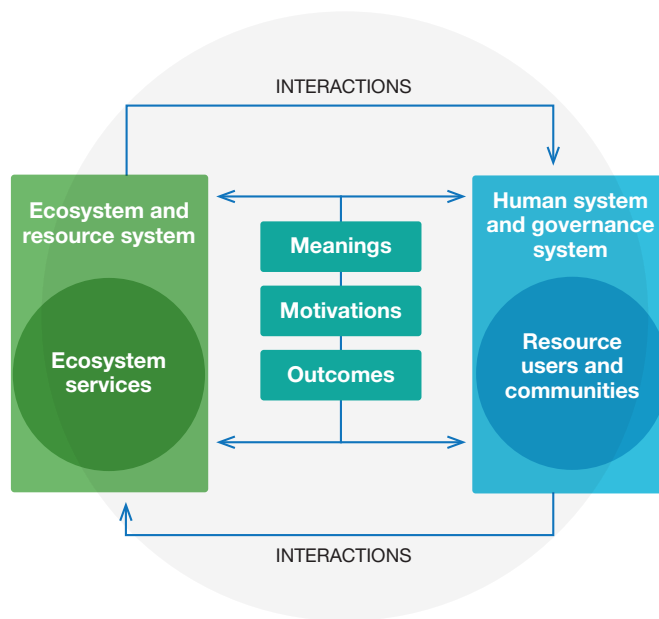 INTERACTIONS
Ecosystem and
resource system
Ecosystem
services
Meanings
Motivations
Outcomes
Human system
and governance
system
Resource
users and
communities
INTERACTIONS